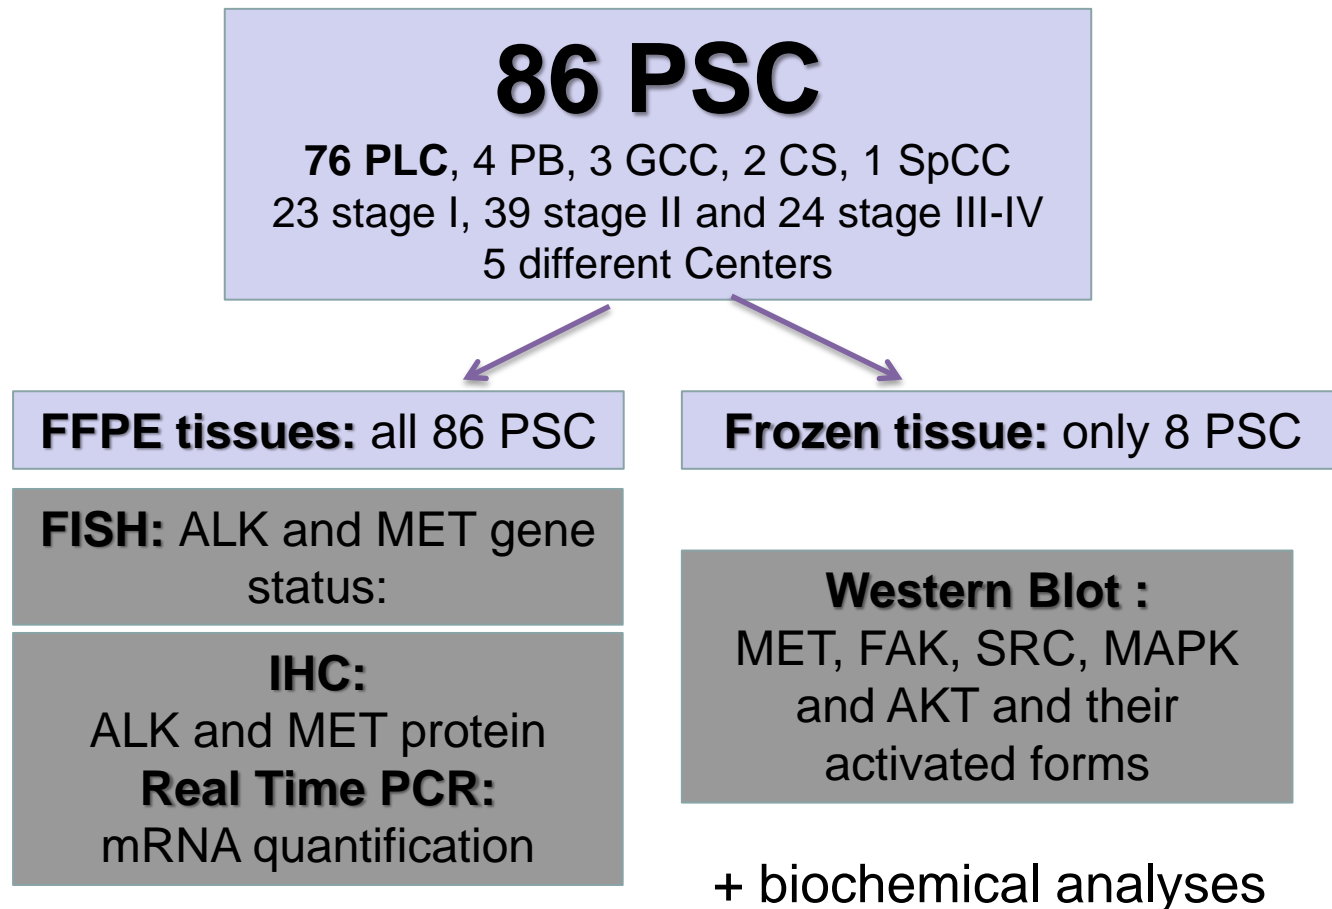 86 PSC
76 PLC, 4 PB, 3 GCC, 2 CS, 1 SpCC
23 stage I, 39 stage II and 24 stage III-IV
5 different Centers
FFPE tissues: all 86 PSC
FISH: ALK and MET gene
status:
IHC:
ALK and MET protein
Real Time PCR:
mRNA quantification
Frozen tissue: only 8 PSC
Western Blot :
MET, FAK, SRC, MAPK
and AKT and their
activated forms
+ biochemical analyses